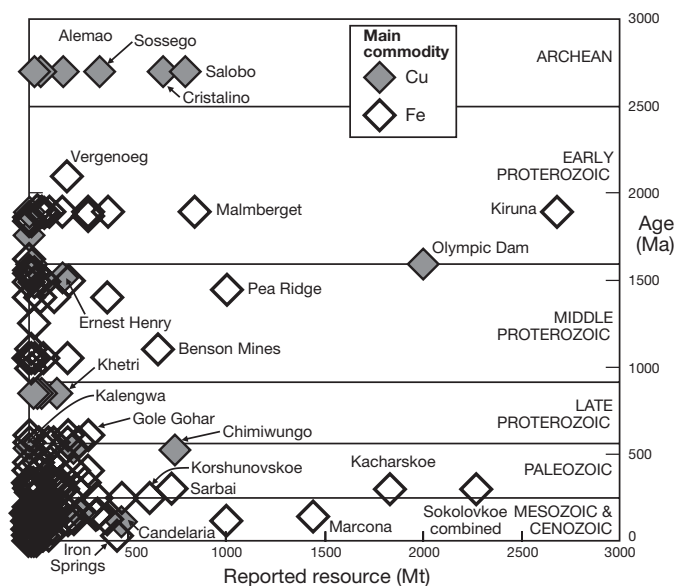 3000
Alemao
Sossego
Main
commodity
Cu
Fe
ARCHEAN
Salobo
Cristalino
2500
Vergenoeg
EARLY
PROTEROZOIC
2000
Malmberget
Kiruna
Age
(Ma)
Olympic Dam
1500
Pea Ridge
Ernest Henry
MIDDLE
PROTEROZOIC
Benson Mines
1000
Khetri
Kalengwa
LATE
PROTEROZOIC
Gole Gohar
Chimiwungo
500
Korshunovskoe
Kacharskoe
PALEOZOIC
Sarbai
Sokolovkoe
combined
MESOZOIC &
CENOZOIC
Candelaria
Marcona
0
Iron
Springs
500
1000
1500
2000
2500
3000
Reported resource (Mt)